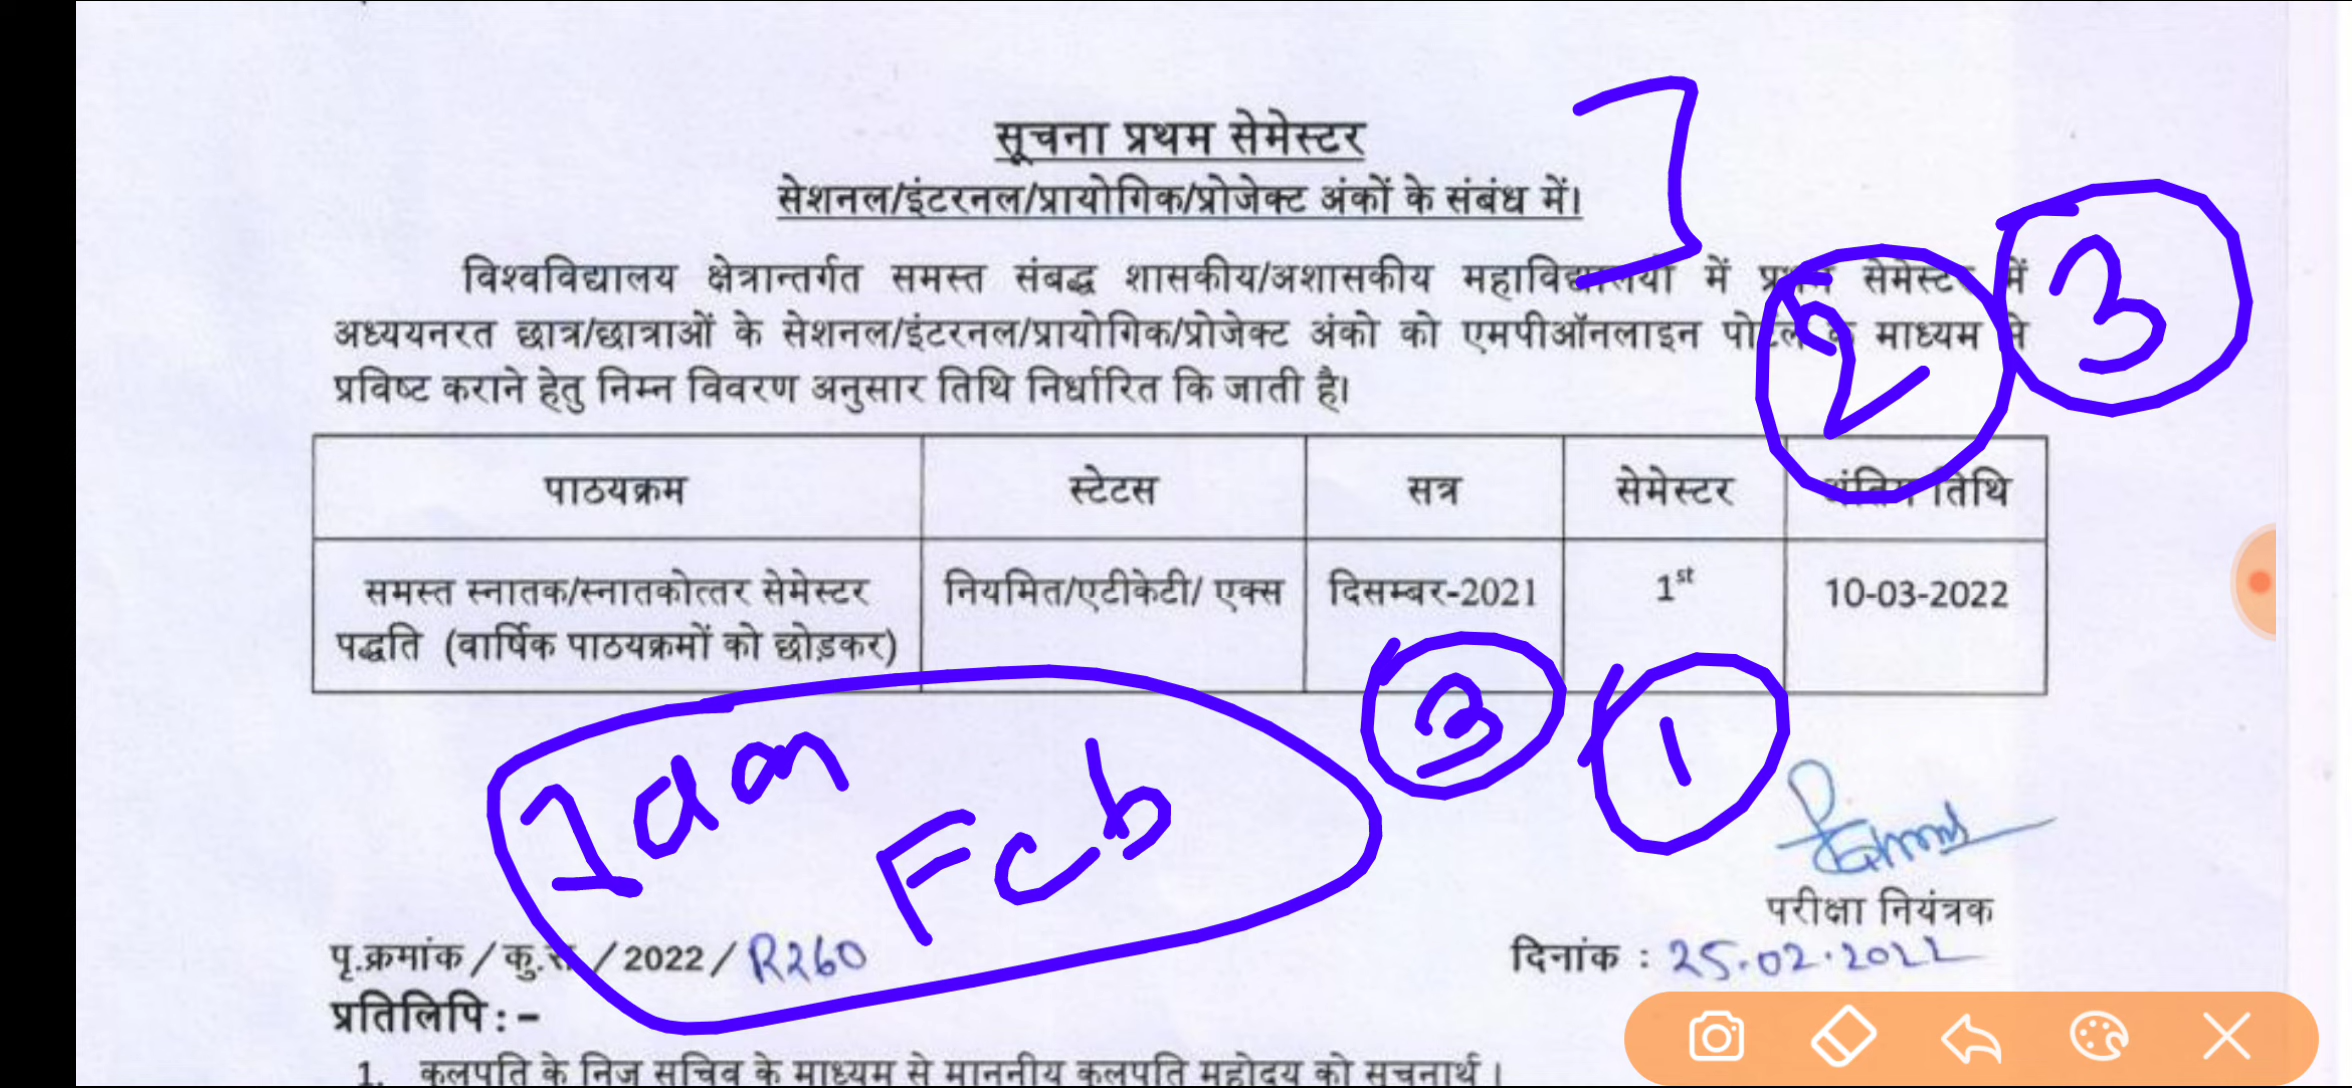 सूचना प्रथम सेमेस्टर
सेशनल/इंटरनल/प्रायोगिक/प्रोजेक्ट अंकों के संबंध में।
विश्वविद्यालय क्षेत्रान्तर्गत समस्त संबद्ध शासकीय/अशासकीय महाविद्यालयों में प्रथम सेमेस्टर में
अध्ययनरत छात्र/छात्राओं के सेशनल/इंटरनल/प्रायोगिक/प्रोजेक्ट अंको को एमपीऑनलाइन पोर्टल के माध्यम से
प्रविष्ट कराने हेतु निम्न विवरण अनुसार तिथि निर्धारित कि जाती है।
3
2
पाठयक्रम स्टेटस सत्र सेमेस्टर अंतिम तिथि
समस्त स्नातक/स्नातकोत्तर सेमेस्टर नियमित/एटीकेटी/ एक्स दिसम्बर-2021 1st 10-03-2022
पद्धति (वार्षिक पाठयक्रमों को छोड़कर)
3 1
Jan
Fcb
परीक्षा नियंत्रक
पृ.क्रमांक / कु.स / 2022 / R260 दिनांक : 25.02.2022
प्रतिलिपि : -
1. कुलपति के निज सचिव के माध्यम से माननीय कुलपति महोदय को सूचनार्थ।